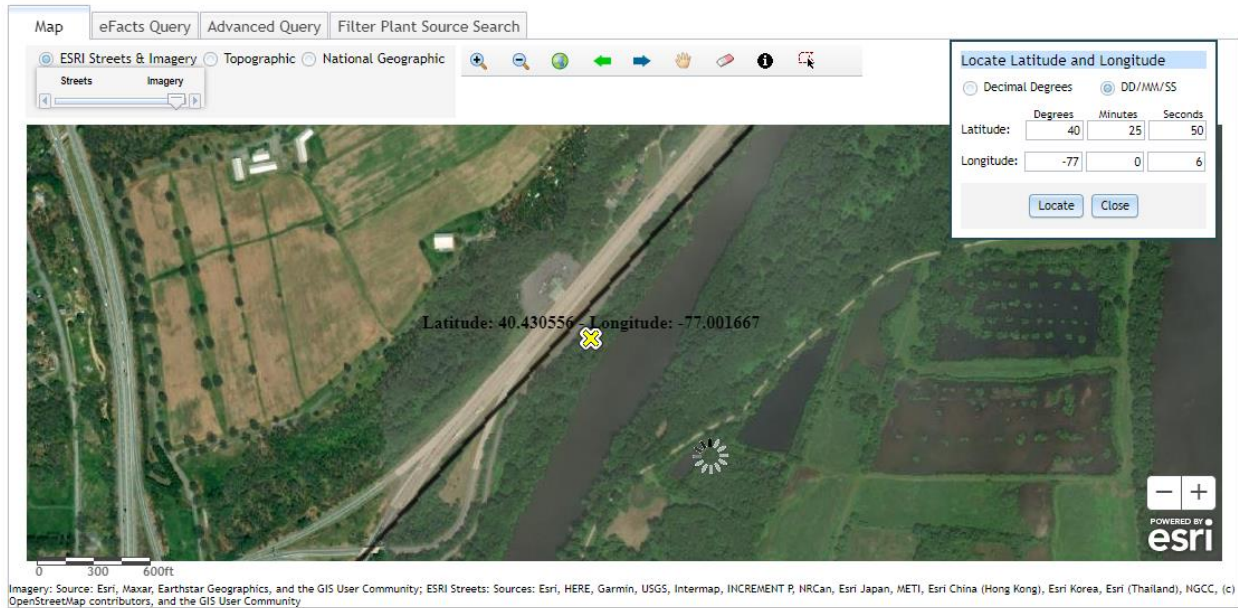 Map eFacts Query Advanced Query Filter Plant Source Search
ESRI Streets & Imagery Topographic National Geographic
Streets Imagery
Locate Latitude and Longitude
Decimal Degrees DD/MM/SS
Degrees Minutes Seconds
Latitude: 40 25 50
Longitude: -77 0 6
Locate Close
Latitude: 40.430556 - Longitude: -77.001667
POWERED BY
esri
0 300 600ft
Imagery: Source: Esri, Maxar, Earthstar Geographics, and the GIS User Community; ESRI Streets: Sources: Esri, HERE, Garmin, USGS, Intermap, INCREMENT P, NRCan, Esri Japan, METI, Esri China (Hong Kong), Esri Korea, Esri (Thailand), NGCC, (c)
OpenStreetMap contributors, and the GIS User Community